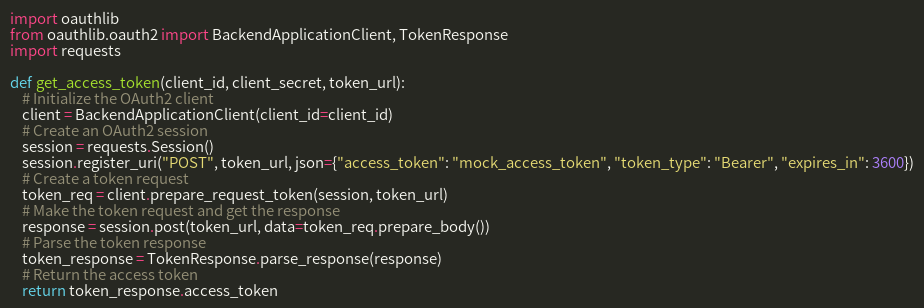 import oauthlib
from oauthlib.oauth2 import BackendApplicationClient, TokenResponse
import requests

def get_access_token(client_id, client_secret, token_url):
    # Initialize the OAuth2 client
    client = BackendApplicationClient(client_id=client_id)
    # Create an OAuth2 session
    session = requests.Session()
    session.register_uri("POST", token_url, json={"access_token": "mock_access_token", "token_type": "Bearer", "expires_in": 3600})
    # Create a token request
    token_req = client.prepare_request_token(session, token_url)
    # Make the token request and get the response
    response = session.post(token_url, data=token_req.prepare_body())
    # Parse the token response
    token_response = TokenResponse.parse_response(response)
    # Return the access token
    return token_response.access_token